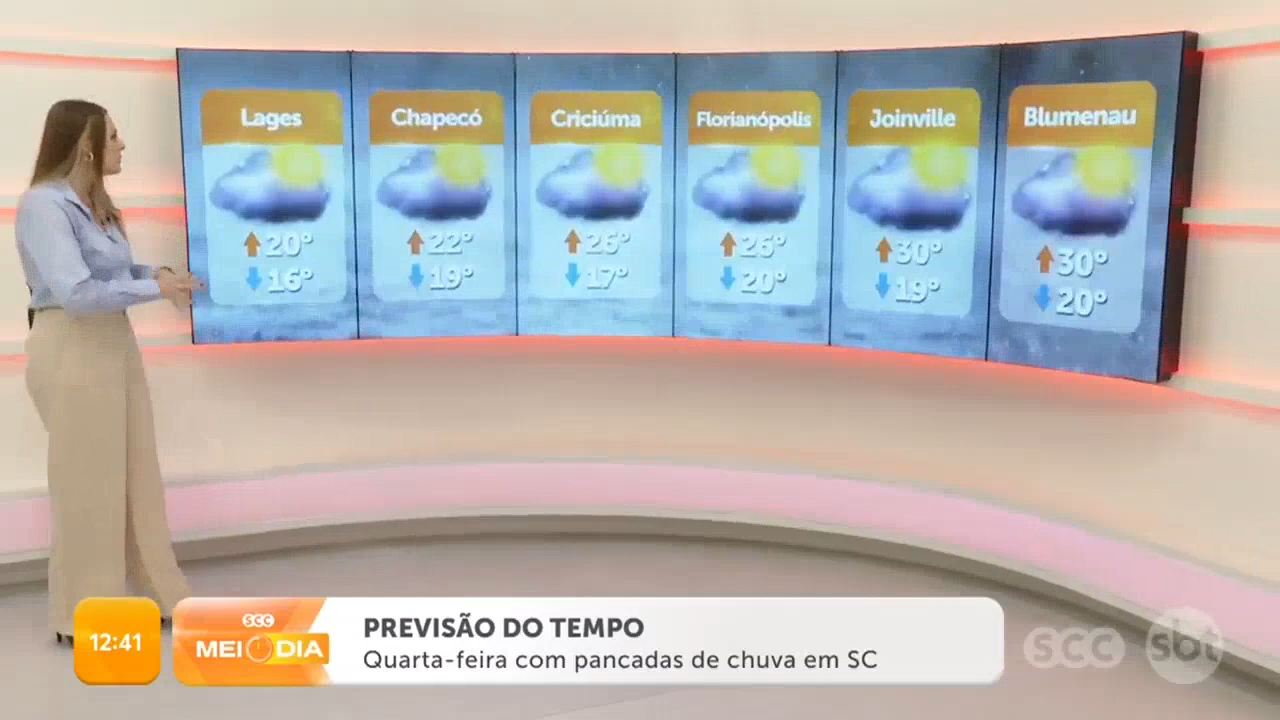 Lages
20°
16°
Chapecó
22°
19°
Criciúma
26°
17°
Florianópolis
26°
20°
Joinville
30°
19°
Blumenau
30°
20°
12:41
scc
MEIO DIA
PREVISÃO DO TEMPO
Quarta-feira com pancadas de chuva em SC
scc sbt